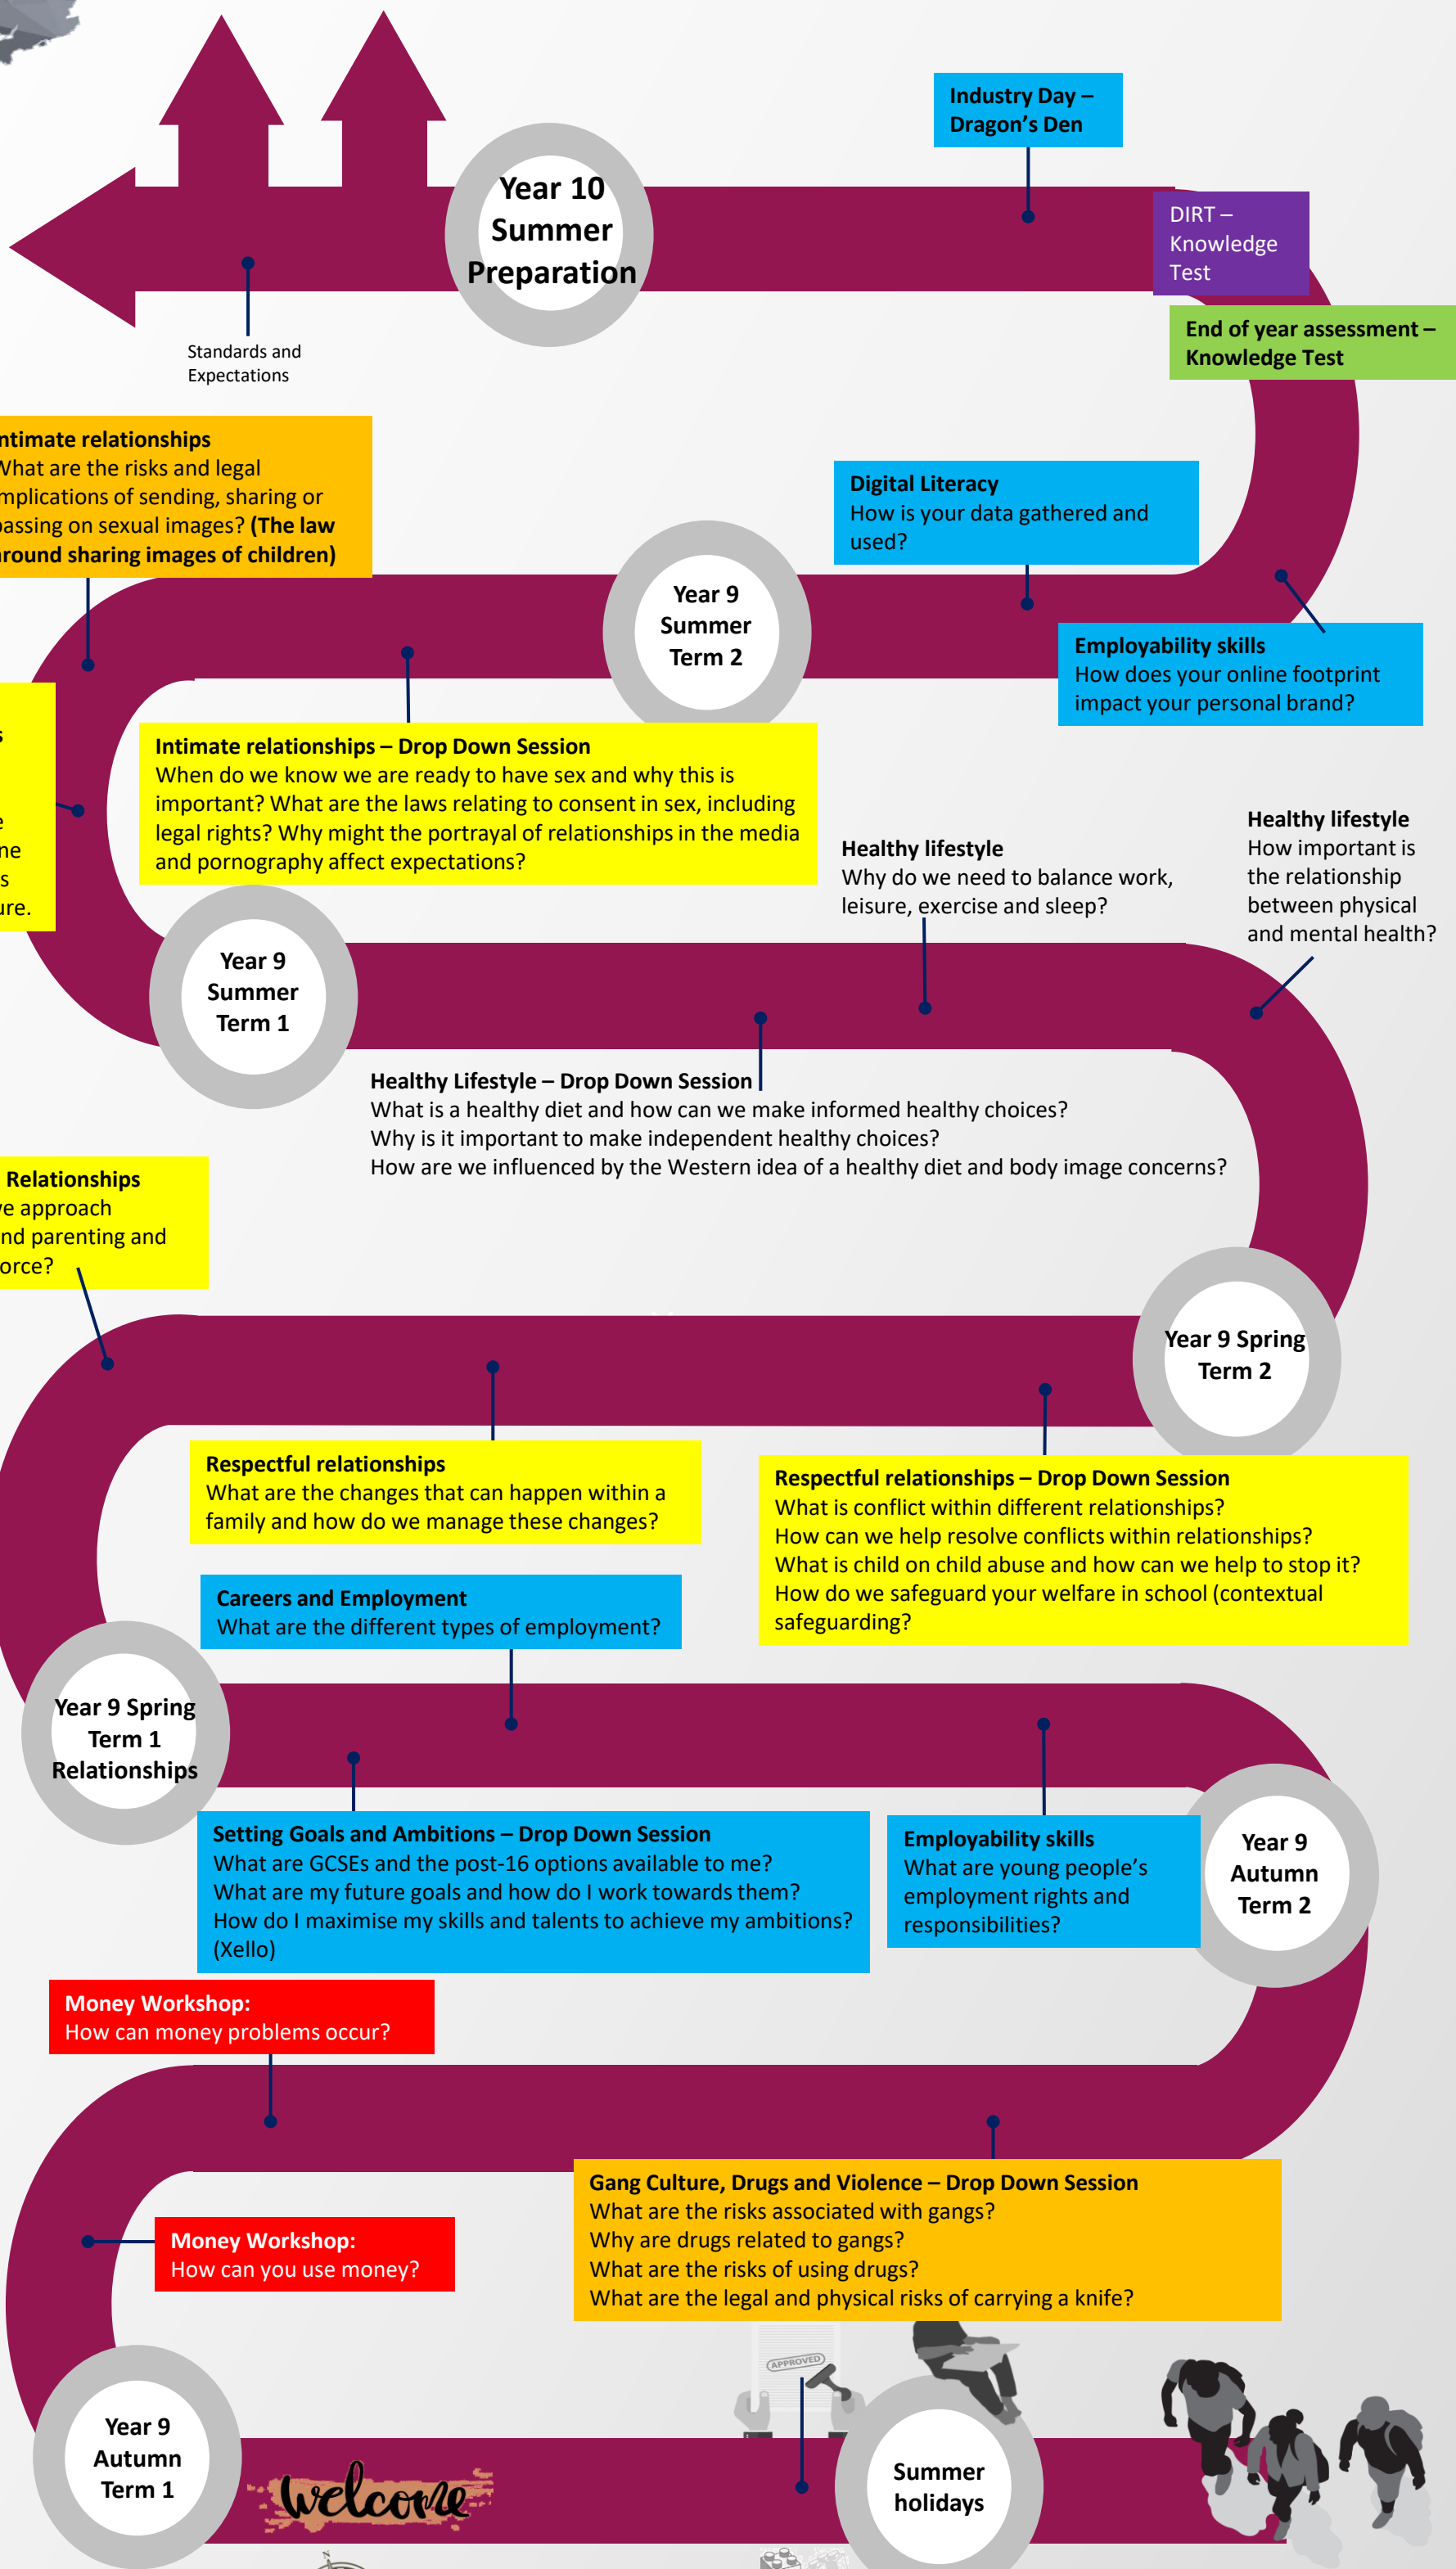 Industry Day –
Dragon's Den
Year 10
Summer
Preparation
DIRT –
Knowledge
Test
End of year assessment –
Knowledge Test
Standards and
Expectations
relationships
What are the risks and legal
of sending, sharing or
passing on sexual images? (The law
around sharing images of children)
Digital Literacy
How is your data gathered and
used?
Year 9
Summer
Term 2
Employability skills
How does your online footprint
impact your personal brand?
Intimate relationships – Drop Down Session
When do we know we are ready to have sex and why this is
important? What are the laws relating to consent in sex, including
legal rights? Why might the portrayal of relationships in the media
and pornography affect expectations?
Healthy lifestyle
Why do we need to balance work,
leisure, exercise and sleep?
Healthy lifestyle
How important is
the relationship
between physical
and mental health?
Year 9
Summer
Term 1
Healthy Lifestyle – Drop Down Session
What is a healthy diet and how can we make informed healthy choices?
Why is it important to make independent healthy choices?
How are we influenced by the Western idea of a healthy diet and body image concerns?
Relationships
approach
parenting and
Year 9 Spring
Term 2
Respectful relationships
What are the changes that can happen within a
family and how do we manage these changes?
Respectful relationships – Drop Down Session
What is conflict within different relationships?
How can we help resolve conflicts within relationships?
What is child on child abuse and how can we help to stop it?
How do we safeguard your welfare in school (contextual
safeguarding?
Careers and Employment
What are the different types of employment?
Year 9 Spring
Term 1
Relationships
Setting Goals and Ambitions – Drop Down Session
What are GCSEs and the post-16 options available to me?
What are my future goals and how do I work towards them?
How do I maximise my skills and talents to achieve my ambitions?
(Xello)
Employability skills
What are young people's
employment rights and
responsibilities?
Year 9
Autumn
Term 2
Money Workshop:
How can money problems occur?
Gang Culture, Drugs and Violence – Drop Down Session
What are the risks associated with gangs?
Why are drugs related to gangs?
What are the risks of using drugs?
What are the legal and physical risks of carrying a knife?
Money Workshop:
How can you use money?
APPROVED
Year 9
Autumn
Term 1
welcome
Summer
holidays